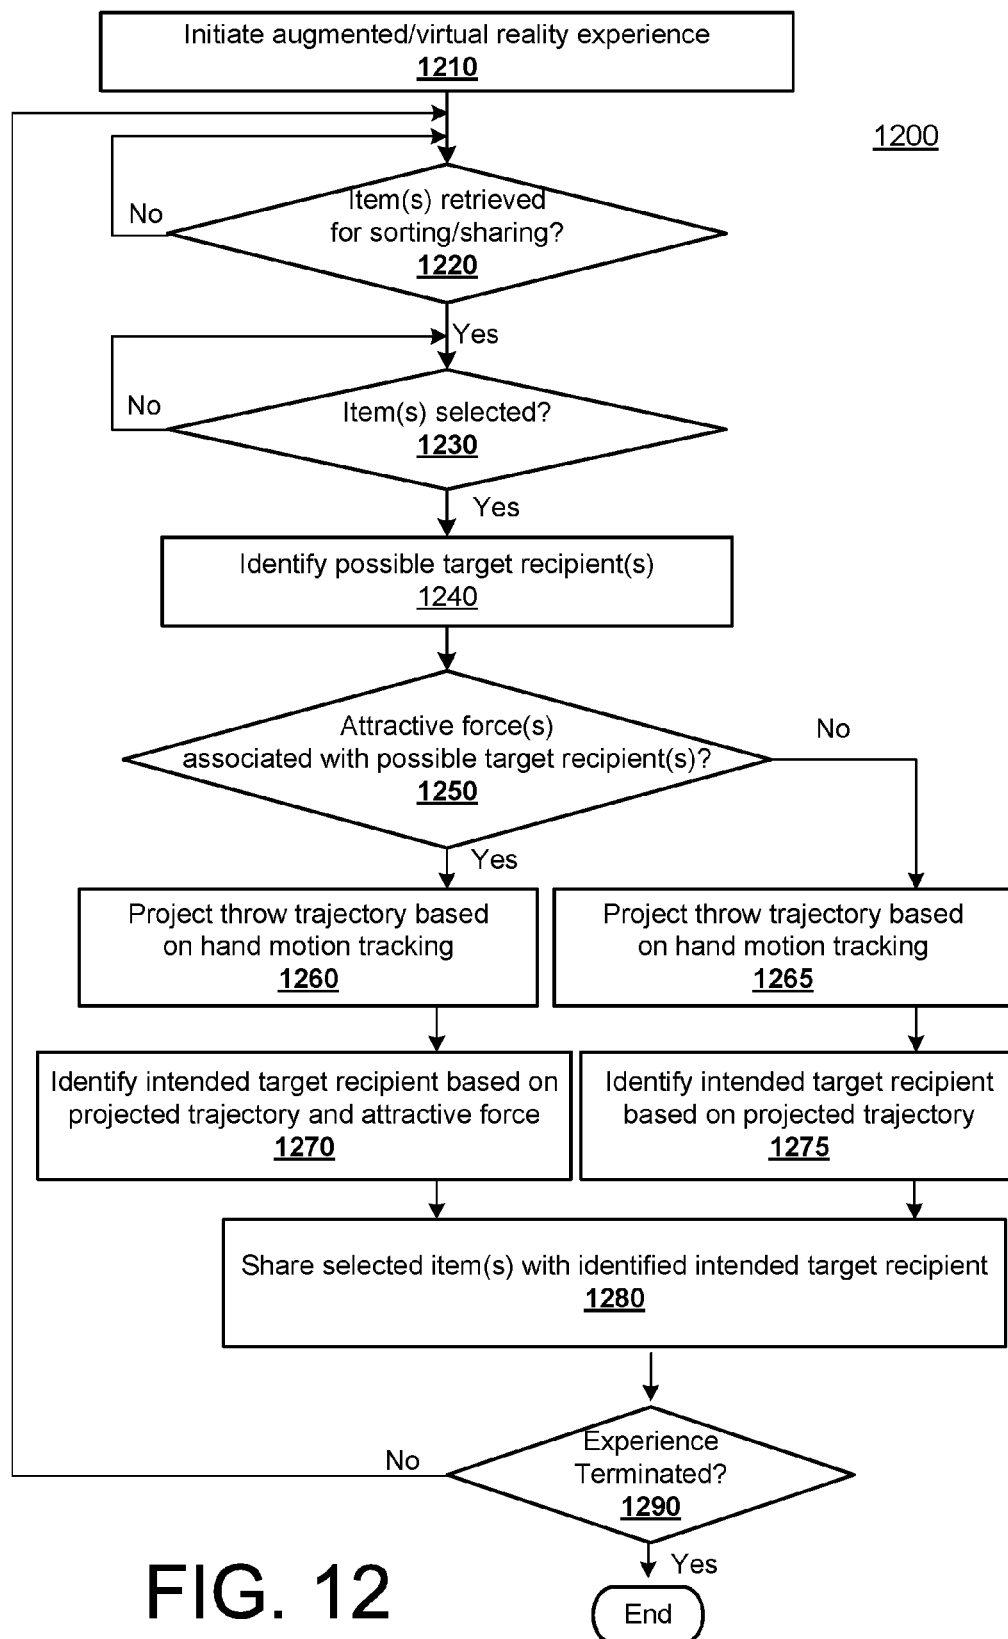 Initiate augmented/virtual reality experience
1210
1200
Item(s) retrieved
for sorting/sharing?
1220
No
Yes
Item(s) selected?
1230
No
Yes
Identify possible target recipient(s)
1240
Attractive force(s)
associated with possible target recipient(s)?
1250
No
Yes
Project throw trajectory based
on hand motion tracking
1260
Project throw trajectory based
on hand motion tracking
1265
Identify intended target recipient based on
projected trajectory and attractive force
1270
Identify intended target recipient
based on projected trajectory
1275
Share selected item(s) with identified intended target recipient
1280
Experience
Terminated?
1290
No
Yes
End
FIG. 12